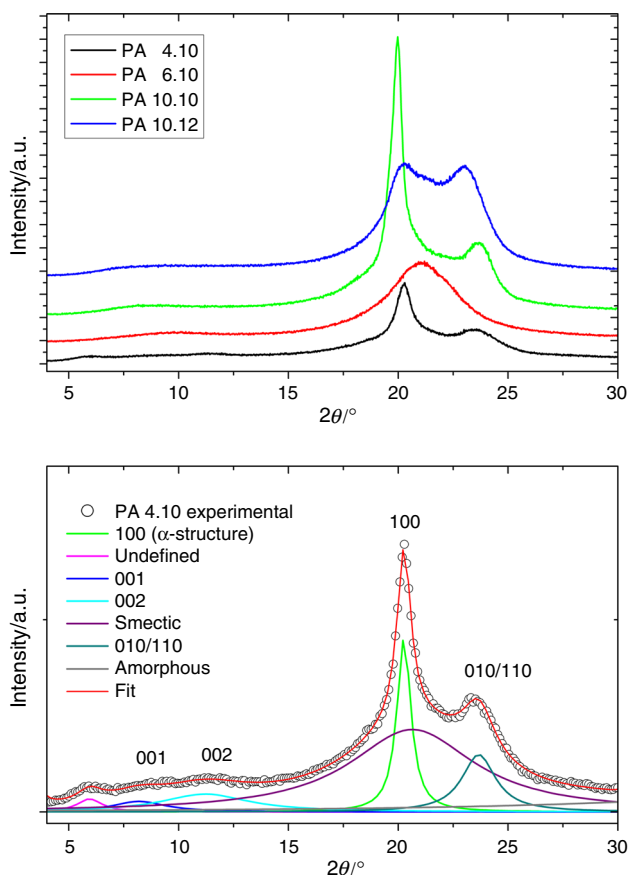 PA 4.10
PA 6.10
PA 10.10
PA 10.12
Intensity/a.u.
5 10 15 20 25 30
2θ/°
PA 4.10 experimental
100 (α-structure)
Undefined
001
002
Smectic
010/110
Amorphous
Fit
100
010/110
001
002
Intensity/a.u.
5 10 15 20 25 30
2θ/°